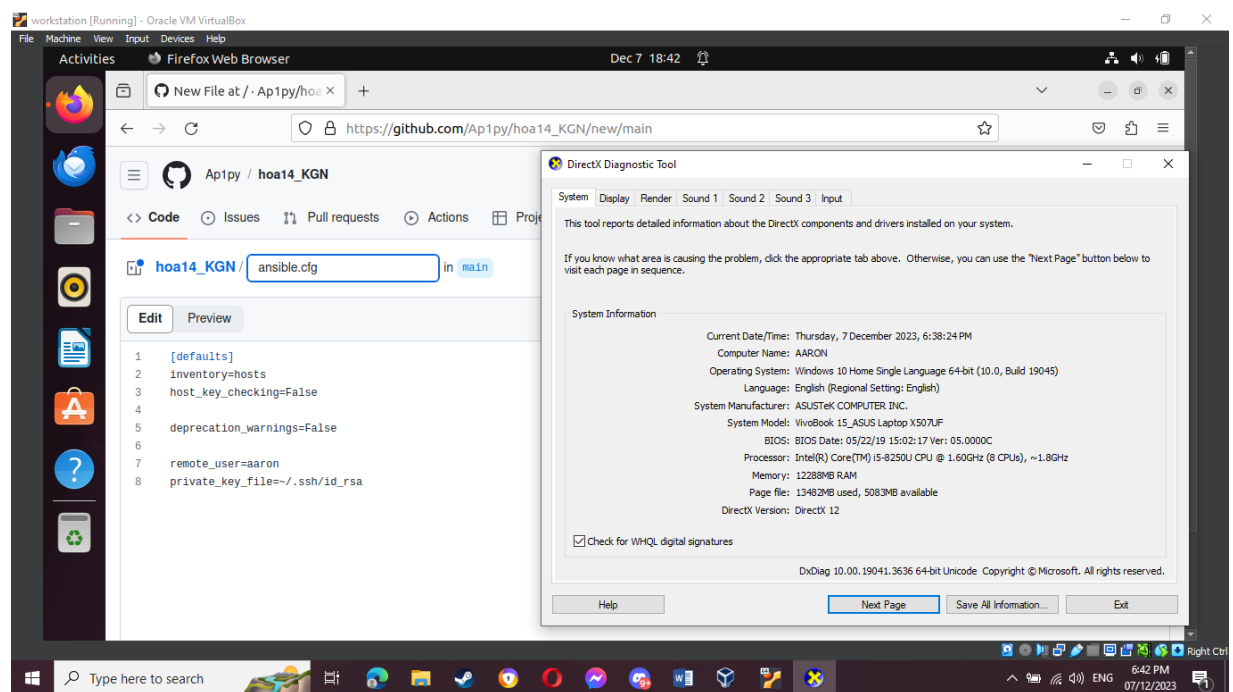 workstation [Running] - Oracle VM VirtualBox
File Machine View Input Devices Help
Activities Firefox Web Browser Dec 7 18:42
New File at / · Ap1py/hoa
https://github.com/Ap1py/hoa14_KGN/new/main
Ap1py / hoa14_KGN
Code Issues Pull requests Actions Proje
hoa14_KGN / ansible.cfg in main
Edit Preview
1 [defaults]
2 inventory=hosts
3 host_key_checking=False
4
5 deprecation_warnings=False
6
7 remote_user=aaron
8 private_key_file=~/.ssh/id_rsa
DirectX Diagnostic Tool
System Display Render Sound 1 Sound 2 Sound 3 Input
This tool reports detailed information about the DirectX components and drivers installed on your system.
If you know what area is causing the problem, click the appropriate tab above. Otherwise, you can use the "Next Page" button below to
visit each page in sequence.
System Information
Current Date/Time: Thursday, 7 December 2023, 6:38:24 PM
Computer Name: AARON
Operating System: Windows 10 Home Single Language 64-bit (10.0, Build 19045)
Language: English (Regional Setting: English)
System Manufacturer: ASUSTeK COMPUTER INC.
System Model: VivoBook 15_ASUS Laptop X507UF
BIOS: BIOS Date: 05/22/19 15:02:17 Ver: 05.0000C
Processor: Intel(R) Core(TM) i5-8250U CPU @ 1.60GHz (8 CPUs), ~1.8GHz
Memory: 12288MB RAM
Page file: 13482MB used, 5083MB available
DirectX Version: DirectX 12
Check for WHQL digital signatures
DxDiag 10.00.19041.3636 64-bit Unicode Copyright © Microsoft. All rights reserved.
Help Next Page Save All Information... Exit
Right Ctrl
Type here to search
ENG 6:42 PM
07/12/2023
1